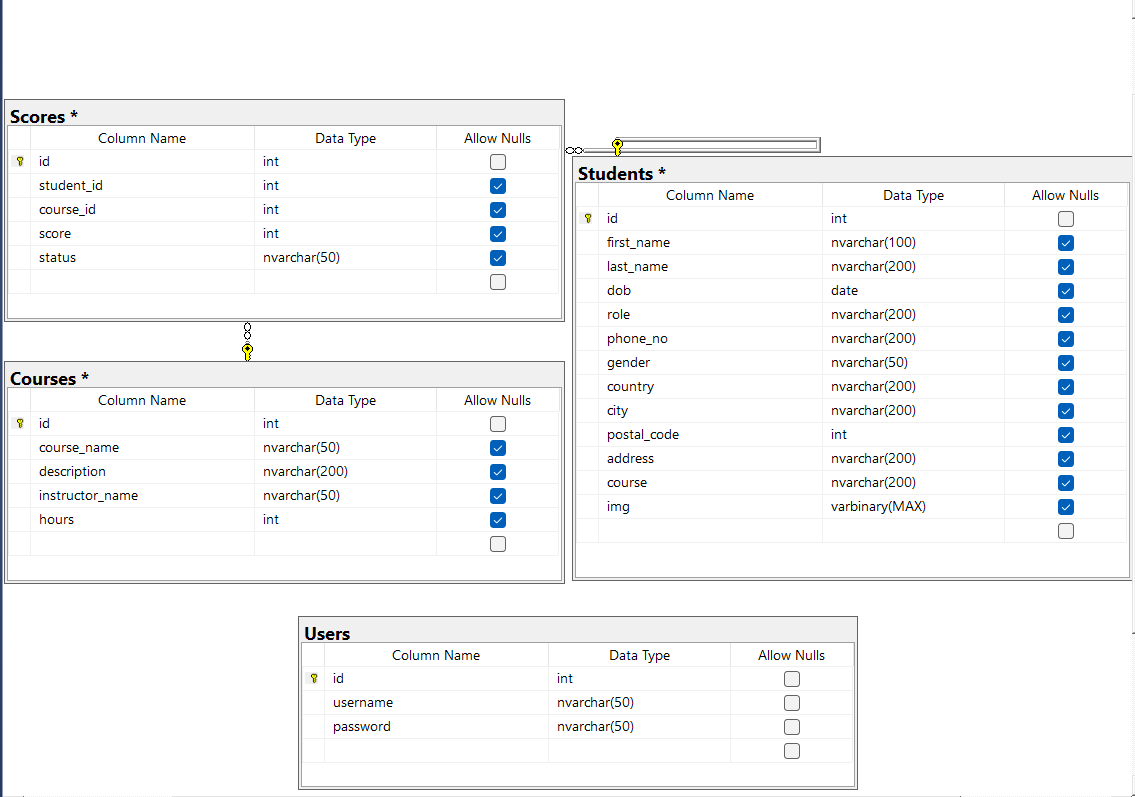 Scores *
Column Name Data Type Allow Nulls
id int
student_id int
course_id int
score int
status nvarchar(50)
Students *
Column Name Data Type Allow Nulls
id int
first_name nvarchar(100)
last_name nvarchar(200)
dob date
role nvarchar(200)
phone_no nvarchar(200)
gender nvarchar(50)
country nvarchar(200)
city nvarchar(200)
postal_code int
address nvarchar(200)
course nvarchar(200)
img varbinary(MAX)
Courses *
Column Name Data Type Allow Nulls
id int
course_name nvarchar(50)
description nvarchar(200)
instructor_name nvarchar(50)
hours int
Users
Column Name Data Type Allow Nulls
id int
username nvarchar(50)
password nvarchar(50)